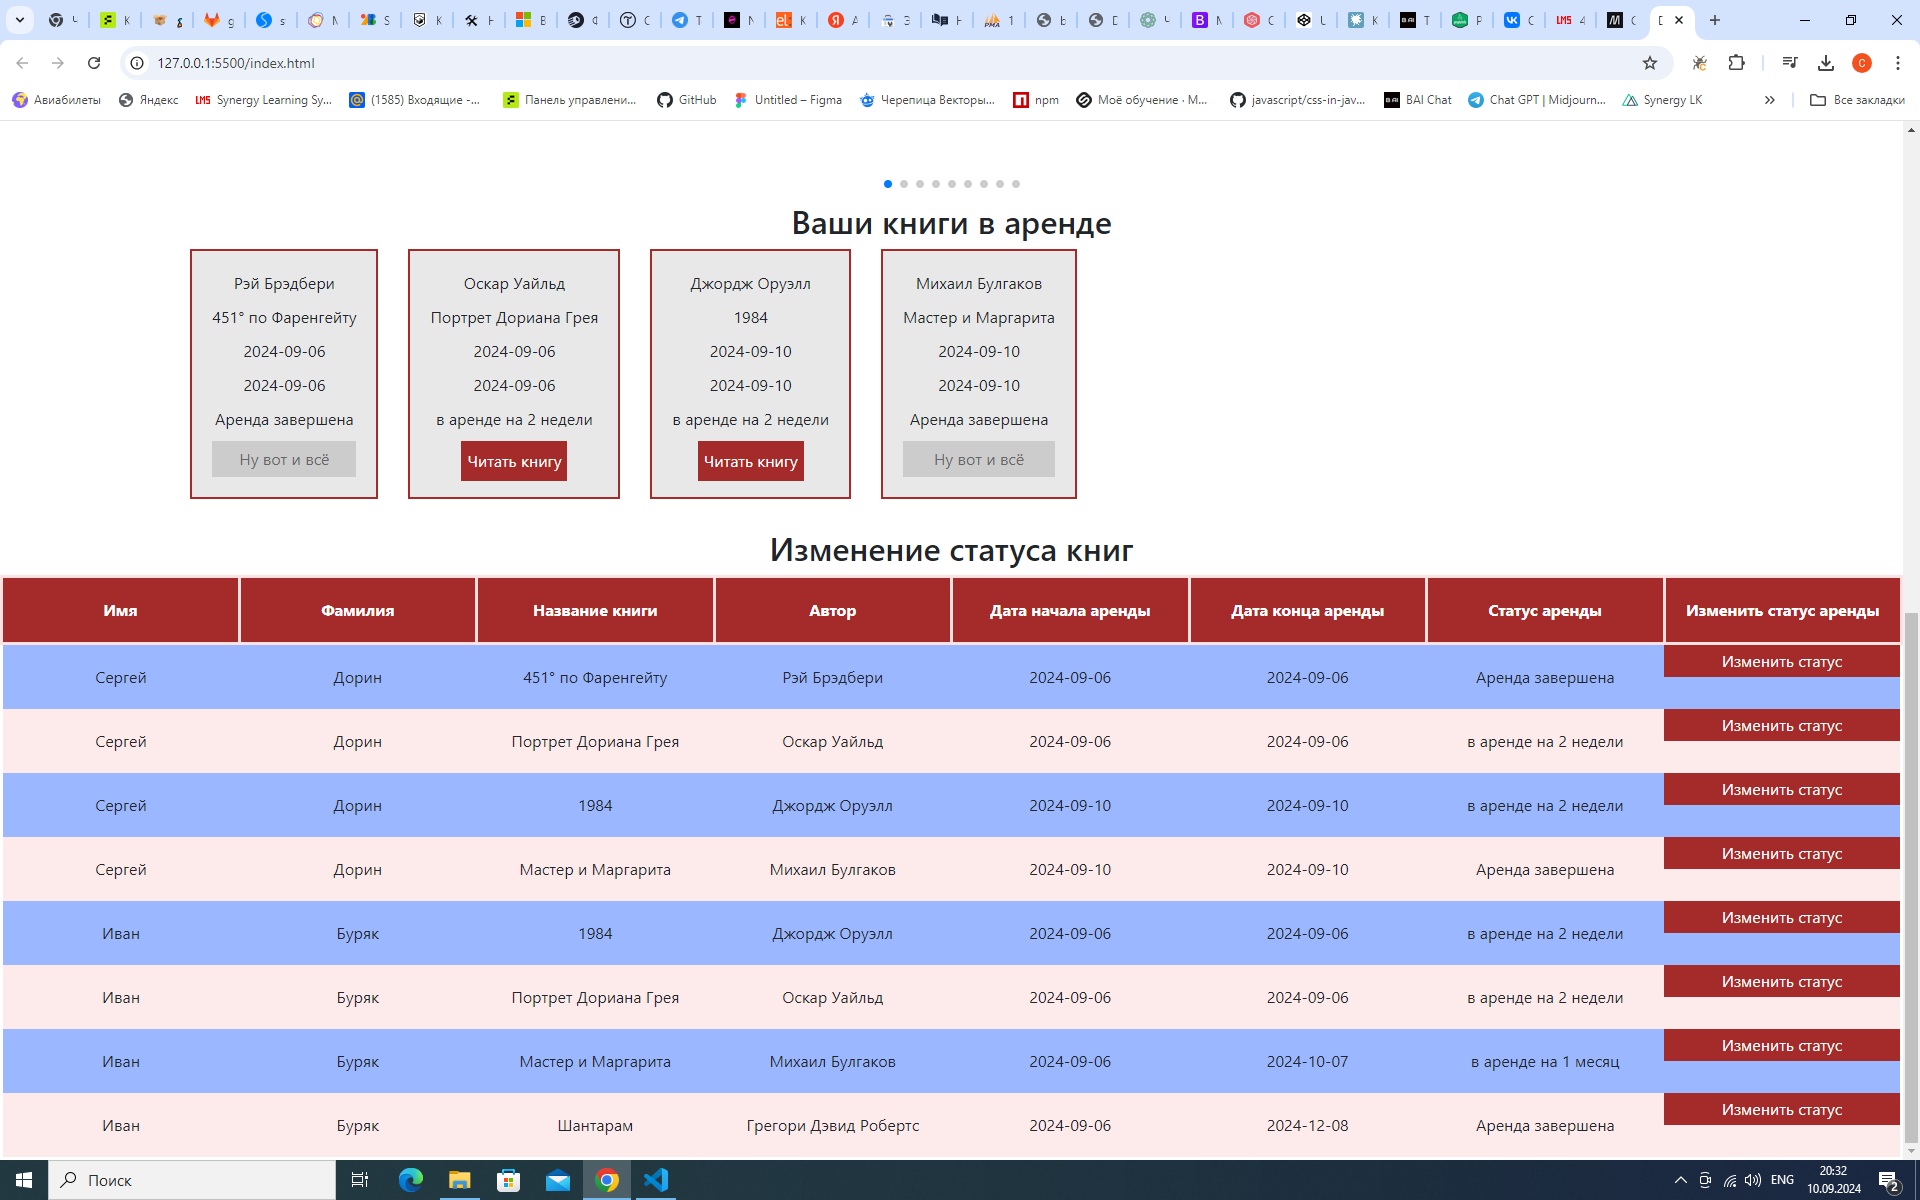 127.0.0.1:5500/index.html
Авиабилеты Яндекс Synergy Learning Sy... (1585) Входящие -... Панель управлени... GitHub Untitled – Figma Черепица Векторы... npm Моё обучение · M... javascript/css-in-jav... BAI Chat Chat GPT | Midjourn... Synergy LK Все закладки
Ваши книги в аренде
Рэй Брэдбери
451° по Фаренгейту
2024-09-06
2024-09-06
Аренда завершена
Ну вот и всё
Оскар Уайльд
Портрет Дориана Грея
2024-09-06
2024-09-06
в аренде на 2 недели
Читать книгу
Джордж Оруэлл
1984
2024-09-10
2024-09-10
в аренде на 2 недели
Читать книгу
Михаил Булгаков
Мастер и Маргарита
2024-09-10
2024-09-10
Аренда завершена
Ну вот и всё
Изменение статуса книг
Имя Фамилия Название книги Автор Дата начала аренды Дата конца аренды Статус аренды Изменить статус аренды
Сергей Дорин 451° по Фаренгейту Рэй Брэдбери 2024-09-06 2024-09-06 Аренда завершена Изменить статус
Сергей Дорин Портрет Дориана Грея Оскар Уайльд 2024-09-06 2024-09-06 в аренде на 2 недели Изменить статус
Сергей Дорин 1984 Джордж Оруэлл 2024-09-10 2024-09-10 в аренде на 2 недели Изменить статус
Сергей Дорин Мастер и Маргарита Михаил Булгаков 2024-09-10 2024-09-10 Аренда завершена Изменить статус
Иван Буряк 1984 Джордж Оруэлл 2024-09-06 2024-09-06 в аренде на 2 недели Изменить статус
Иван Буряк Портрет Дориана Грея Оскар Уайльд 2024-09-06 2024-09-06 в аренде на 2 недели Изменить статус
Иван Буряк Мастер и Маргарита Михаил Булгаков 2024-09-06 2024-10-07 в аренде на 1 месяц Изменить статус
Иван Буряк Шантарам Грегори Дэвид Робертс 2024-09-06 2024-12-08 Аренда завершена Изменить статус
Поиск
ENG
20:32
10.09.2024
2